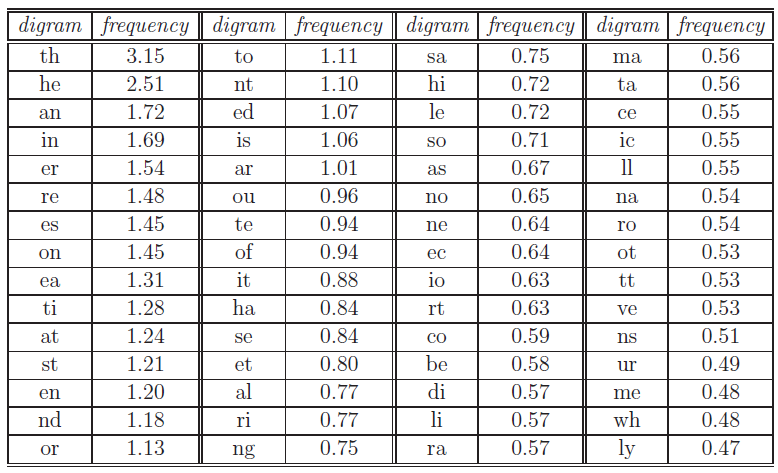 digram frequency digram frequency digram frequency digram frequency
th 3.15 to 1.11 sa 0.75 ma 0.56
he 2.51 nt 1.10 hi 0.72 ta 0.56
an 1.72 ed 1.07 le 0.72 ce 0.55
in 1.69 is 1.06 so 0.71 ic 0.55
er 1.54 ar 1.01 as 0.67 ll 0.55
re 1.48 ou 0.96 no 0.65 na 0.54
es 1.45 te 0.94 ne 0.64 ro 0.54
on 1.45 of 0.94 ec 0.64 ot 0.53
ea 1.31 it 0.88 io 0.63 tt 0.53
ti 1.28 ha 0.84 rt 0.63 ve 0.53
at 1.24 se 0.84 co 0.59 ns 0.51
st 1.21 et 0.80 be 0.58 ur 0.49
en 1.20 al 0.77 di 0.57 me 0.48
nd 1.18 ri 0.77 li 0.57 wh 0.48
or 1.13 ng 0.75 ra 0.57 ly 0.47